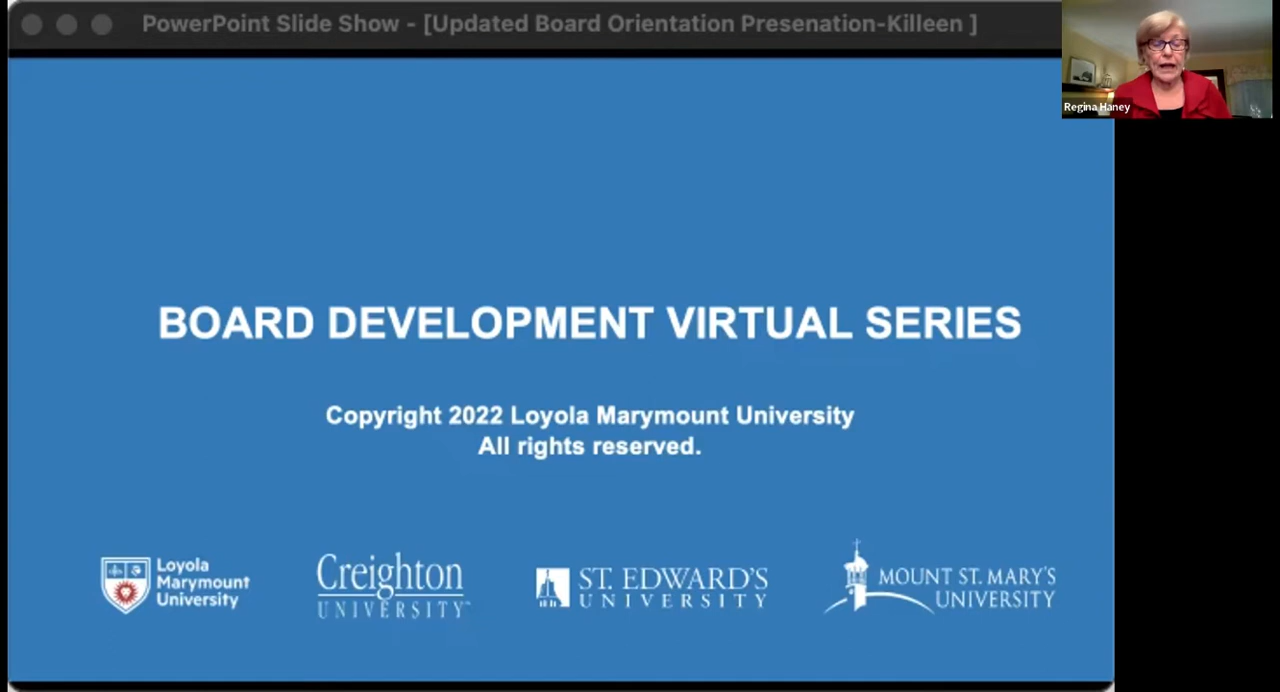 PowerPoint Slide Show - [Updated Board Orientation Presenation-Killeen ]
Regina Haney
BOARD DEVELOPMENT VIRTUAL SERIES
Copyright 2022 Loyola Marymount University
All rights reserved.
Loyola
Marymount
University
Creighton
UNIVERSITY
ST. EDWARD'S
UNIVERSITY
MOUNT ST. MARY'S
UNIVERSITY